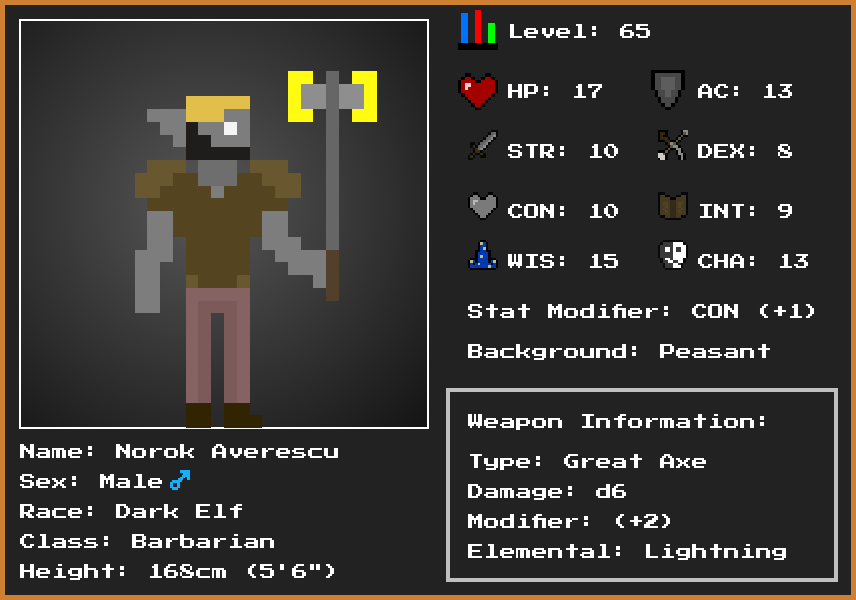 Level: 65
HP: 17
AC: 13
STR: 10
DEX: 8
CON: 10
INT: 9
WIS: 15
CHA: 13
Stat Modifier: CON (+1)
Background: Peasant
Weapon Information:
Type: Great Axe
Damage: d6
Modifier: (+2)
Elemental: Lightning
Name: Norok Averescu
Sex: Male ♂
Race: Dark Elf
Class: Barbarian
Height: 168cm (5'6")